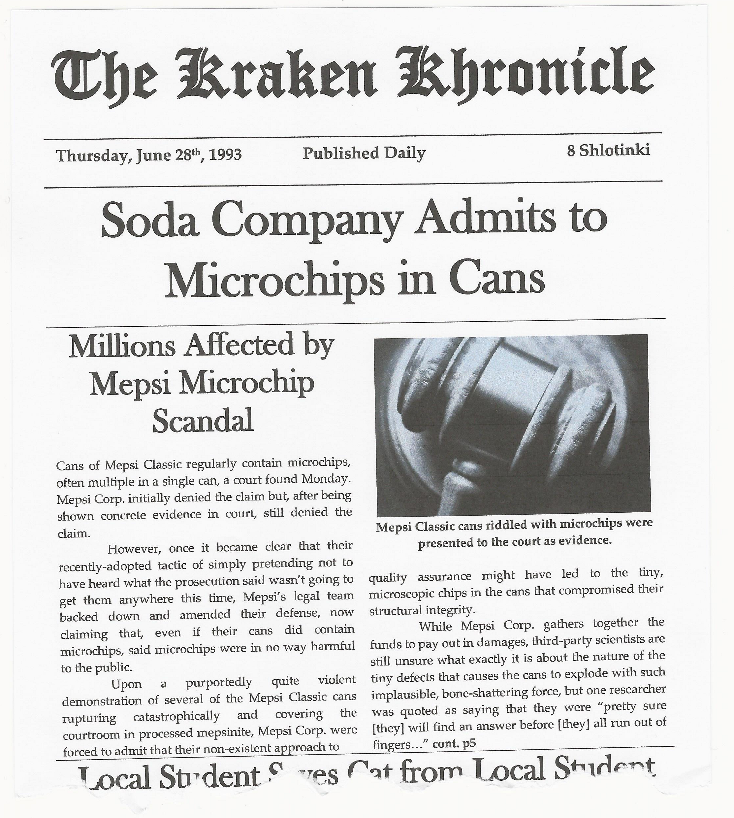 The Kraken Khronicle
Thursday, June 28th, 1993 Published Daily 8 Shlotinki
Soda Company Admits to
Microchips in Cans
Millions Affected by
Mepsi Microchip
Scandal
Cans of Mepsi Classic regularly contain microchips,
often multiple in a single can, a court found Monday.
Mepsi Corp. initially denied the claim but, after being
shown concrete evidence in court, still denied the
claim.
However, once it became clear that their
recently-adopted tactic of simply pretending not to
have heard what the prosecution said wasn't going to
get them anywhere this time, Mepsi's legal team
backed down and amended their defense, now
claiming that, even if their cans did contain
microchips, said microchips were in no way harmful
to the public.
Upon a purportedly quite violent
demonstration of several of the Mepsi Classic cans
rupturing catastrophically and covering the
courtroom in processed mepsinite, Mepsi Corp. were
forced to admit that their non-existent approach to
Mepsi Classic cans riddled with microchips were
presented to the court as evidence.
quality assurance might have led to the tiny,
microscopic chips in the cans that compromised their
structural integrity.
While Mepsi Corp. gathers together the
funds to pay out in damages, third-party scientists are
still unsure what exactly it is about the nature of the
tiny defects that causes the cans to explode with such
implausible, bone-shattering force, but one researcher
was quoted as saying that they were "pretty sure
[they] will find an answer before [they] all run out of
fingers…" cont. p5
Local Student Saves Cat from Local Student